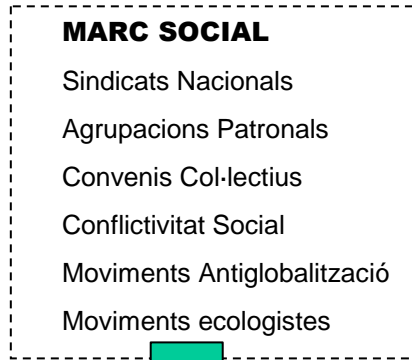 MARC SOCIAL
Sindicats Nacionals
Agrupacions Patronals
Convenis Col·lectius
Conflictivitat Social
Moviments Antiglobalització
Moviments ecologistes